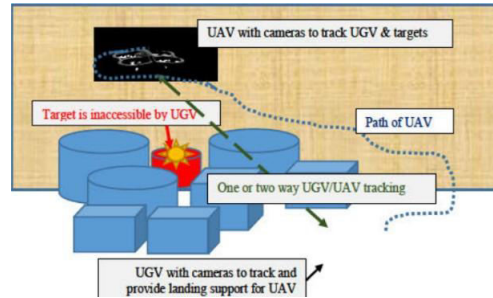 UAV with cameras to track UGV & targets
Target is inaccessible by UGV
Path of UAV
One or two way UGV/UAV tracking
UGV with cameras to track and
provide landing support for UAV